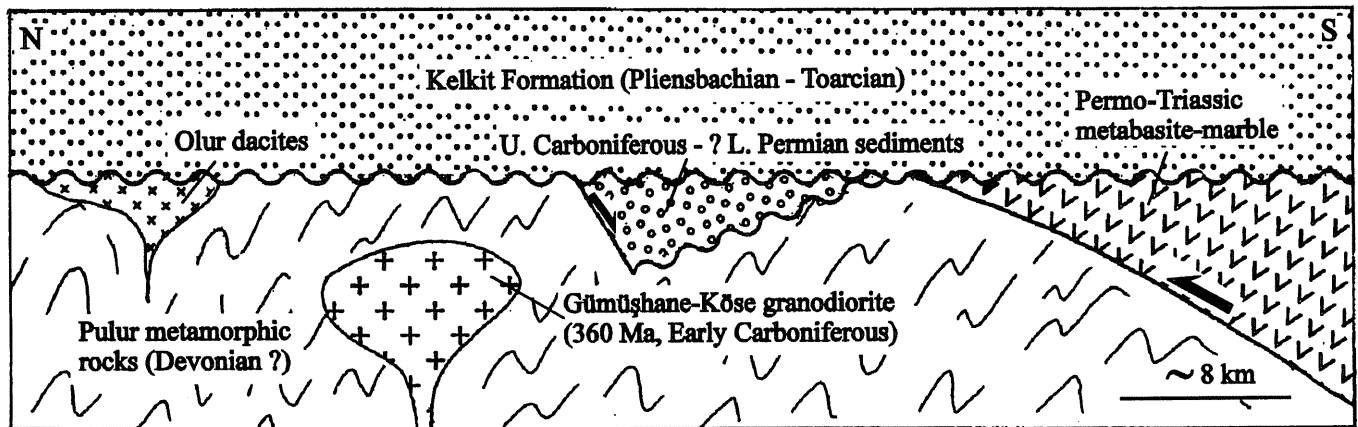 N
S
Kelkit Formation (Pliensbachian - Toarcian)
Permo-Triassic
metabasite-marble
Olur dacites
U. Carboniferous - ? L. Permian sediments
Gümüşhane-Köse granodiorite
(360 Ma, Early Carboniferous)
Pulur metamorphic
rocks (Devonian ?)
~ 8 km